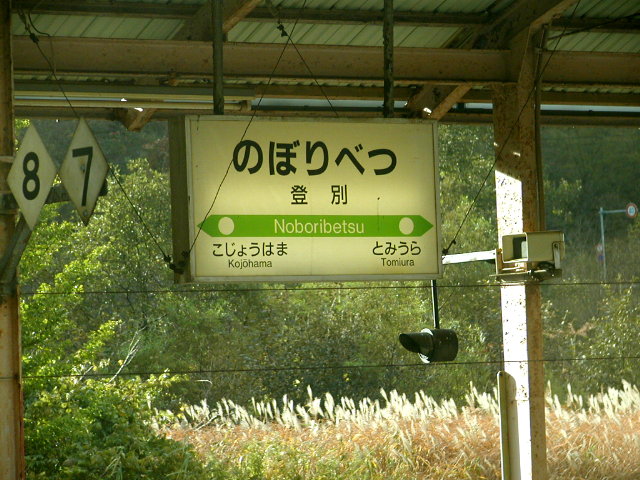 8 7
のぼりべつ
登別
Noboribetsu
こじょうはま とみうら
Kojōhama Tomiura